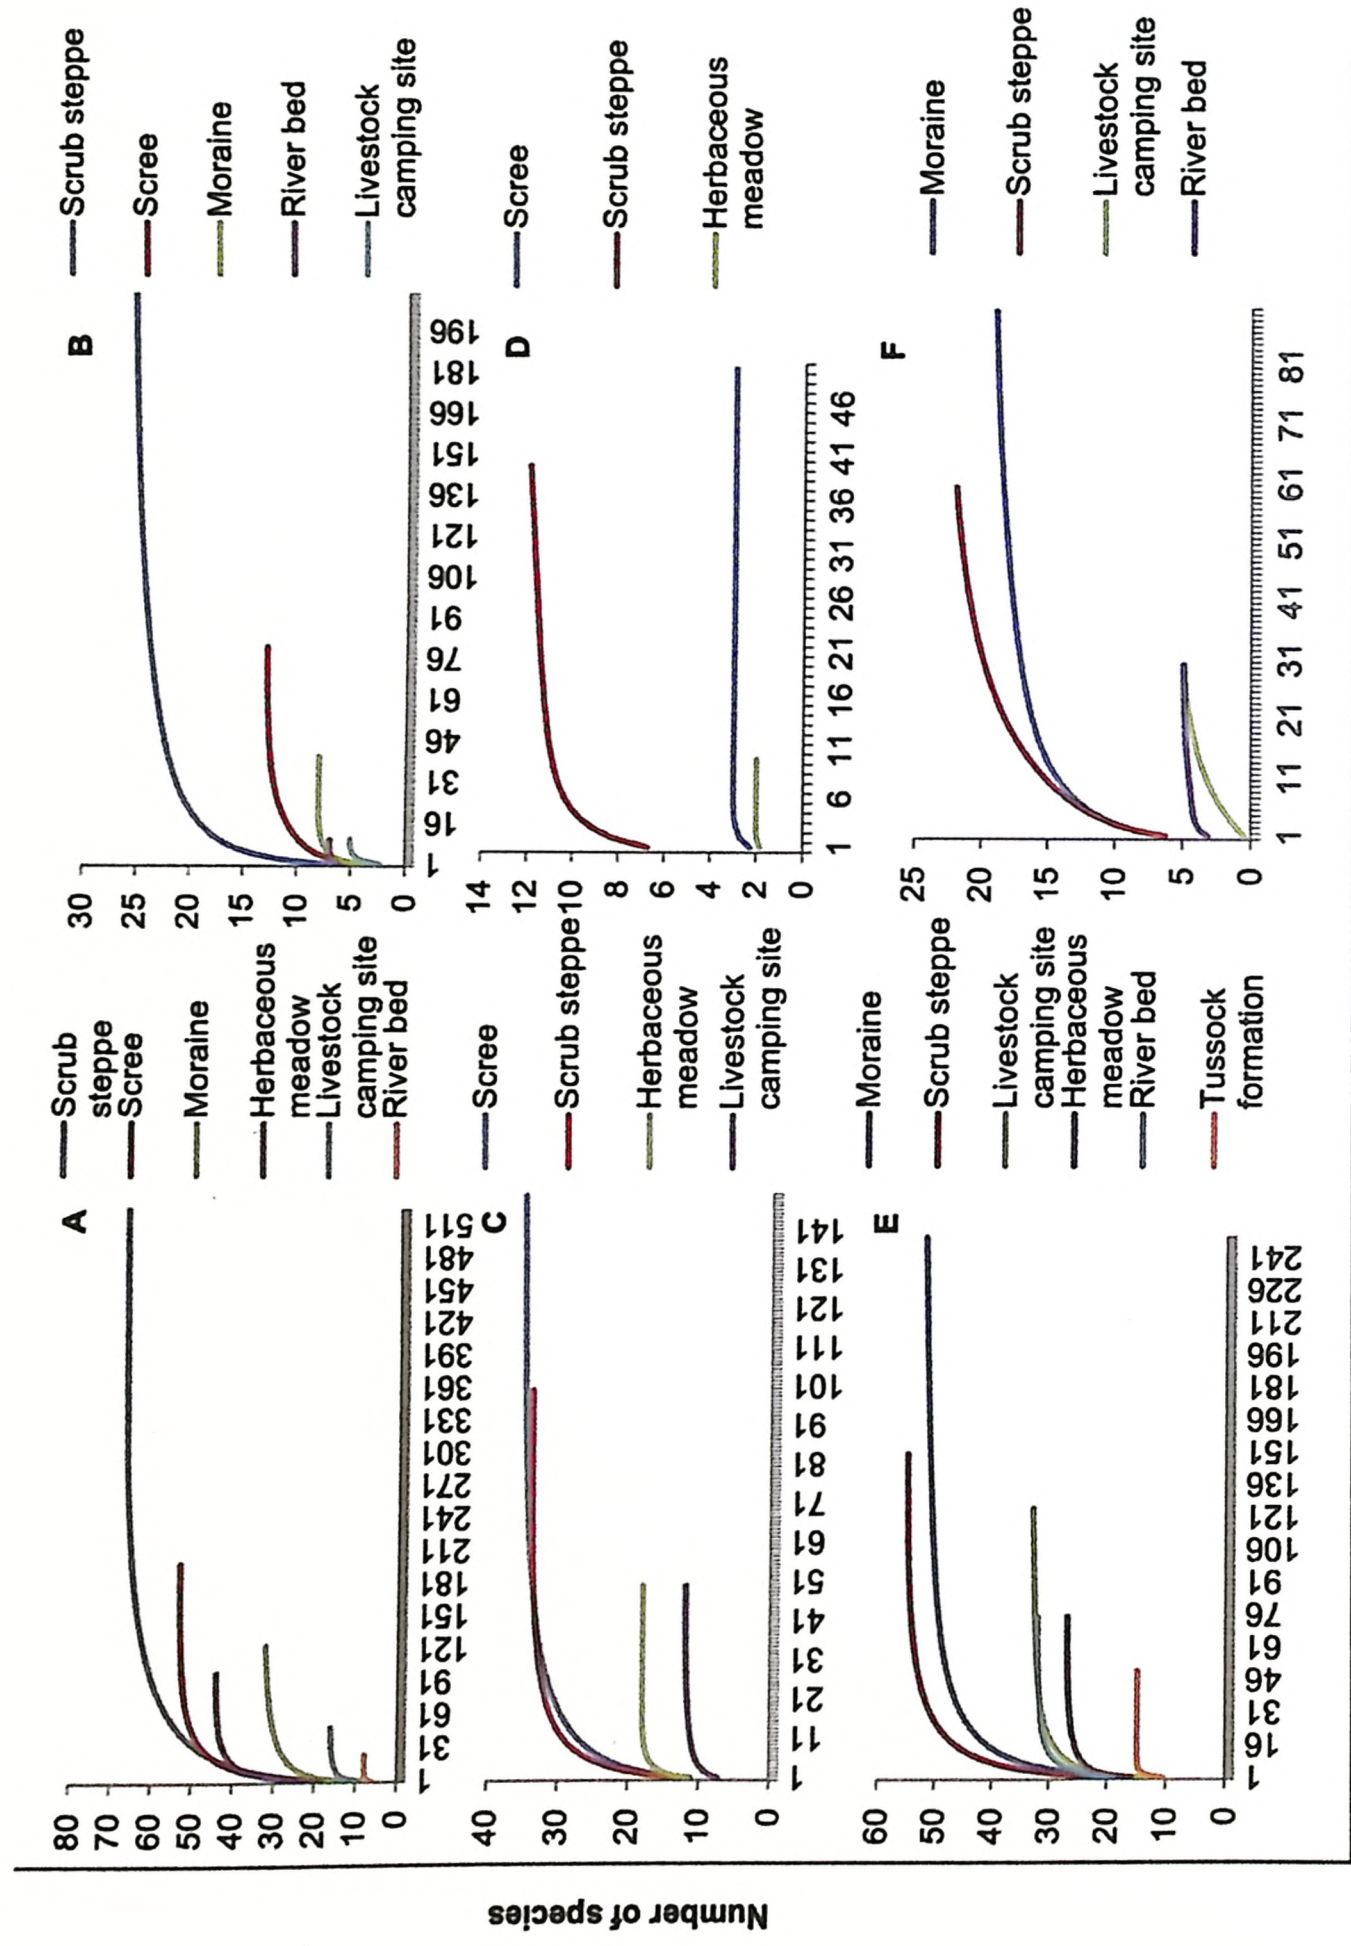 Number of species
A
80
70
60
50
40
30
20
10
0
1
31
61
91
121
151
181
211
241
271
301
331
361
391
421
451
481
511
Scrub
steppe
Scree
Moraine
Herbaceous
meadow
Livestock
camping site
River bed
B
30
25
20
15
10
5
0
1
16
31
46
61
76
91
106
121
136
151
166
181
196
Scrub steppe
Scree
Moraine
River bed
Livestock
camping site
C
40
30
20
10
0
1
11
21
31
41
51
61
71
81
91
101
111
121
131
141
Scree
Scrub steppe
Herbaceous
meadow
Livestock
camping site
D
14
12
10
8
6
4
2
0
1
6
11
16
21
26
31
36
41
46
Scree
Scrub steppe
Herbaceous
meadow
E
60
50
40
30
20
10
0
1
16
31
46
61
76
91
106
121
136
151
166
181
196
211
226
241
Moraine
Scrub steppe
Livestock
camping site
Herbaceous
meadow
River bed
Tussock
formation
F
25
20
15
10
5
0
1
11
21
31
41
51
61
71
81
Moraine
Scrub steppe
Livestock
camping site
River bed